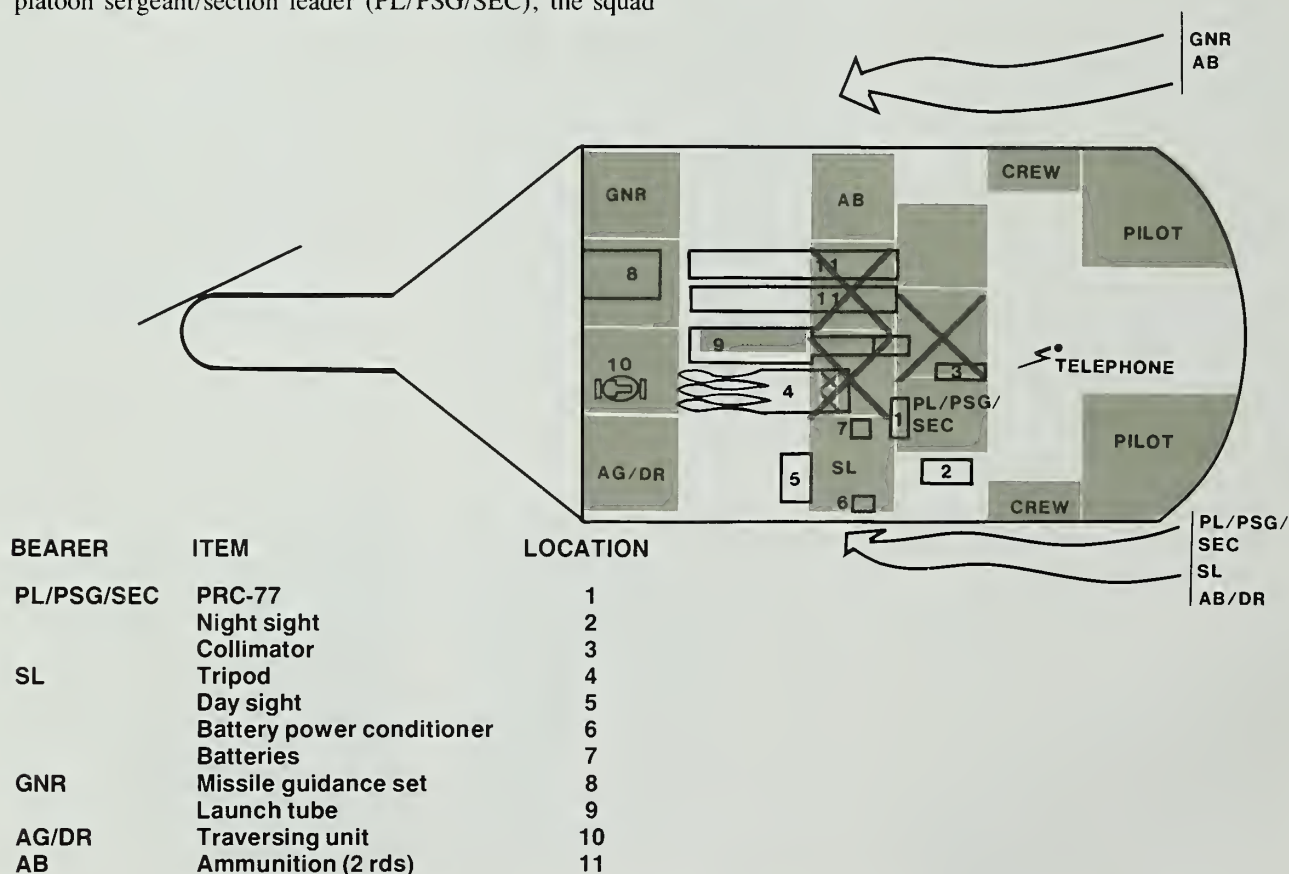 platoon sergeant/section leader (PL/PSG/SEC), the squad
GNR
AB
GNR
AB
CREW
PILOT
8
11
11
9
10
4
3
TELEPHONE
1
PL/PSG/
SEC
7
PILOT
AG/DR
5
SL
2
6
CREW
PL/PSG/
SEC
SL
AB/DR
BEARER ITEM LOCATION
PL/PSG/SEC PRC-77 1
Night sight 2
Collimator 3
SL Tripod 4
Day sight 5
Battery power conditioner 6
Batteries 7
GNR Missile guidance set 8
Launch tube 9
AG/DR Traversing unit 10
AB Ammunition (2 rds) 11